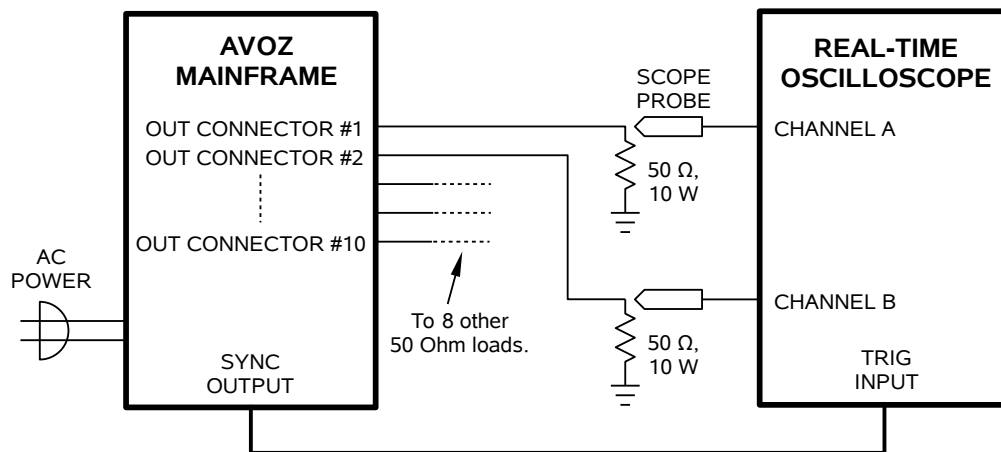 AVOZ
MAINFRAME
OUT CONNECTOR #1
OUT CONNECTOR #2
OUT CONNECTOR #10
AC
POWER
SYNC
OUTPUT
To 8 other
50 Ohm loads.
SCOPE
PROBE
50 Ω,
10 W
50 Ω,
10 W
REAL-TIME
OSCILLOSCOPE
CHANNEL A
CHANNEL B
TRIG
INPUT